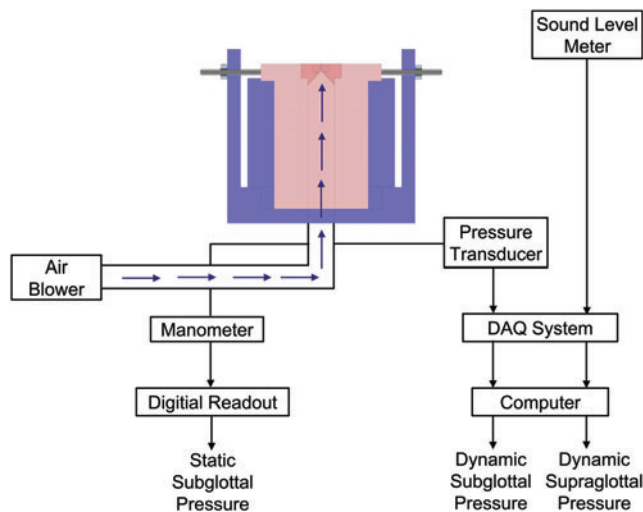 Sound Level
Meter
Air
Blower
Pressure
Transducer
Manometer
DAQ System
Digitial Readout
Computer
Static
Subglottal
Pressure
Dynamic
Subglottal
Pressure
Dynamic
Supraglottal
Pressure